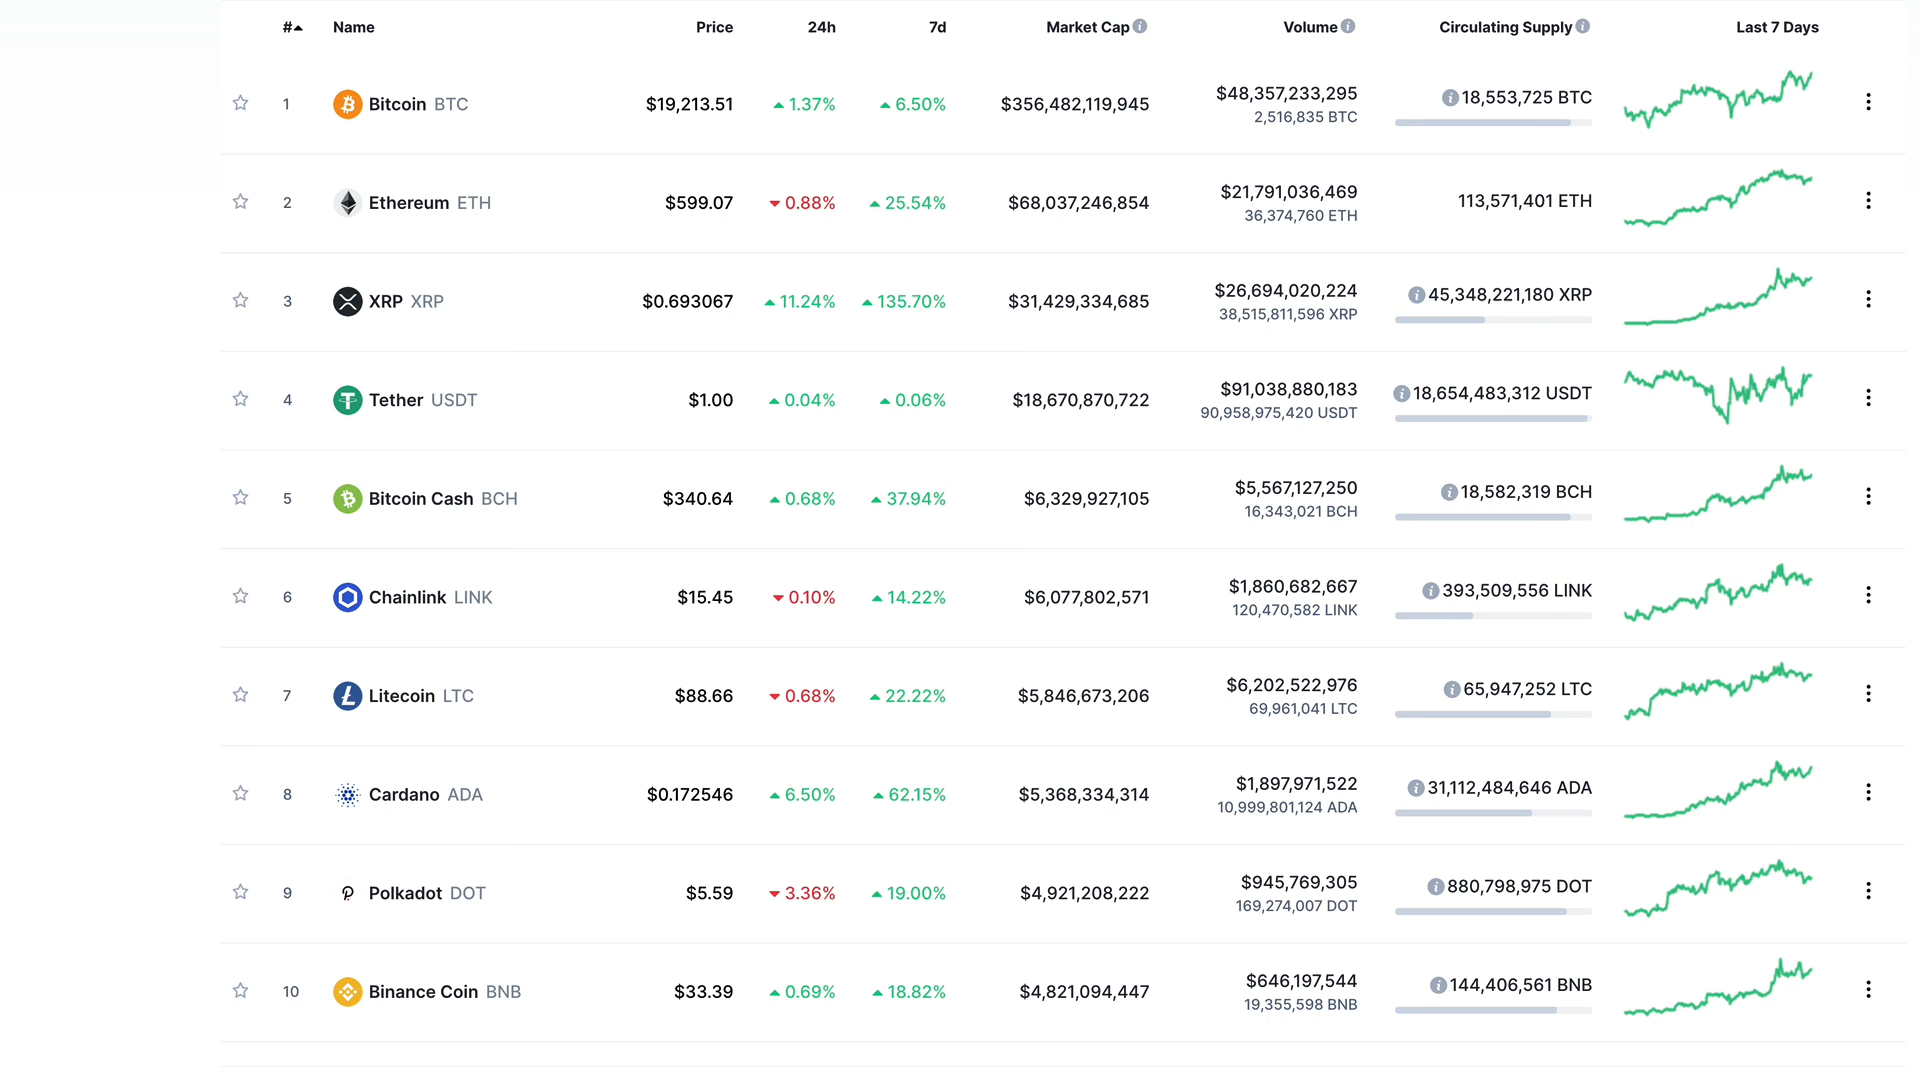 # Name Price 24h 7d Market Cap Volume Circulating Supply Last 7 Days
1 Bitcoin BTC $19,213.51 1.37% 6.50% $356,482,119,945 $48,357,233,295 18,553,725 BTC
2,516,835 BTC
2 Ethereum ETH $599.07 0.88% 25.54% $68,037,246,854 $21,791,036,469 113,571,401 ETH
36,374,760 ETH
3 XRP XRP $0.693067 11.24% 135.70% $31,429,334,685 $26,694,020,224 45,348,221,180 XRP
38,515,811,596 XRP
4 Tether USDT $1.00 0.04% 0.06% $18,670,870,722 $91,038,880,183 18,654,483,312 USDT
90,958,975,420 USDT
5 Bitcoin Cash BCH $340.64 0.68% 37.94% $6,329,927,105 $5,567,127,250 18,582,319 BCH
16,343,021 BCH
6 Chainlink LINK $15.45 0.10% 14.22% $6,077,802,571 $1,860,682,667 393,509,556 LINK
120,470,582 LINK
7 Litecoin LTC $88.66 0.68% 22.22% $5,846,673,206 $6,202,522,976 65,947,252 LTC
69,961,041 LTC
8 Cardano ADA $0.172546 6.50% 62.15% $5,368,334,314 $1,897,971,522 31,112,484,646 ADA
10,999,801,124 ADA
9 Polkadot DOT $5.59 3.36% 19.00% $4,921,208,222 $945,769,305 880,798,975 DOT
169,274,007 DOT
10 Binance Coin BNB $33.39 0.69% 18.82% $4,821,094,447 $646,197,544 144,406,561 BNB
19,355,598 BNB